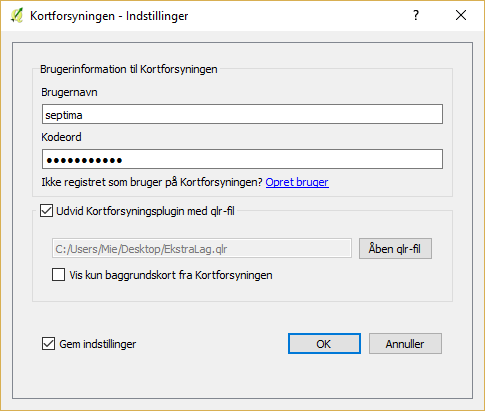 Kortforsyningen - Indstillinger
Brugerinformation til Kortforsyningen
Brugernavn
septima
Kodeord
●●●●●●●●●●●
Ikke registret som bruger på Kortforsyningen? Opret bruger
Udvid Kortforsyningsplugin med qlr-fil
C:/Users/Mie/Desktop/EkstraLag.qlr Åben qlr-fil
Vis kun baggrundskort fra Kortforsyningen
Gem indstillinger OK Annuller